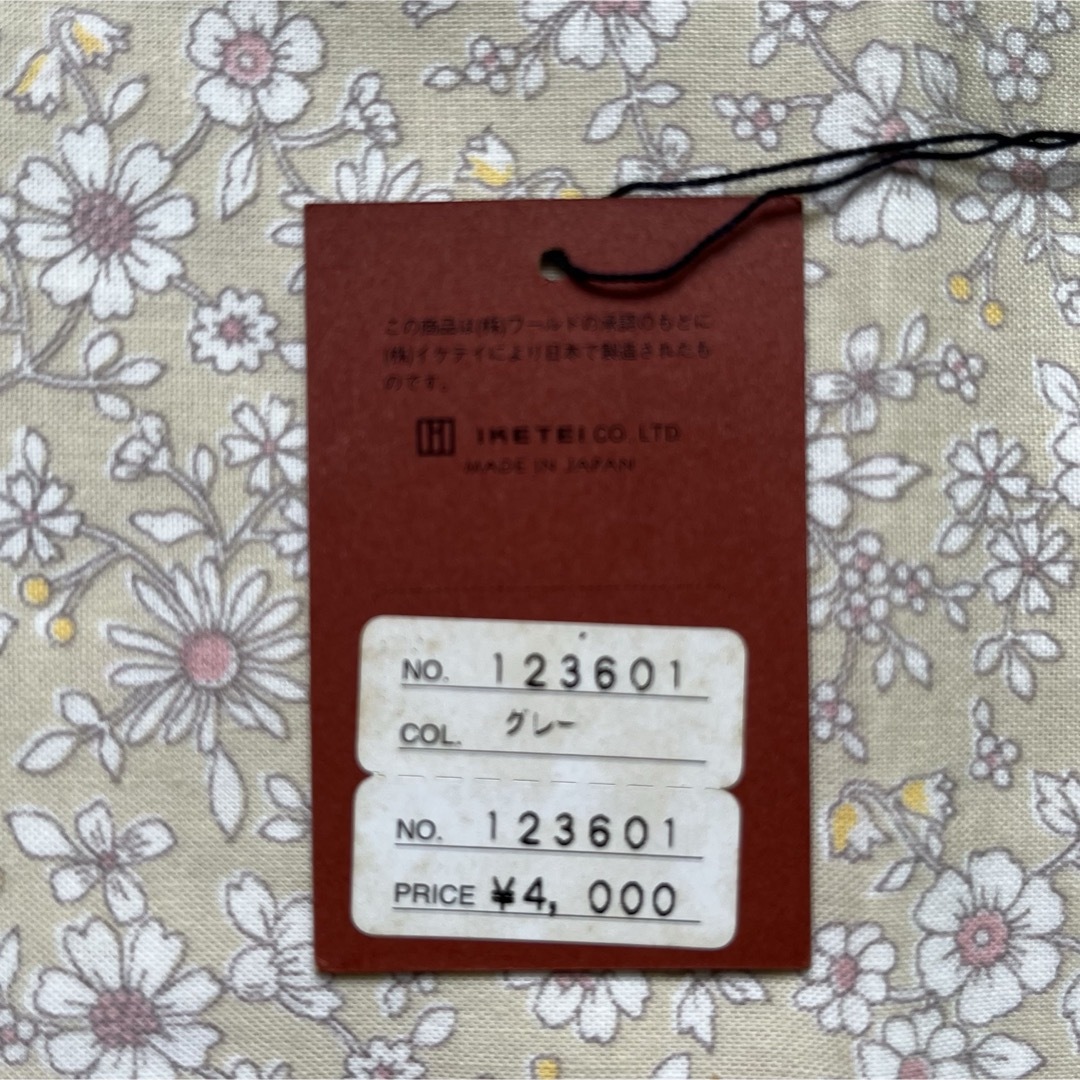 この商品は(株)ワールドの承認のもとに
(株)イケテイにより日本で創造されたも
のです。
IKETEI CO. LTD
MADE IN JAPAN
NO. 123601
COL. グレー
NO. 123601
PRICE ¥4, 000